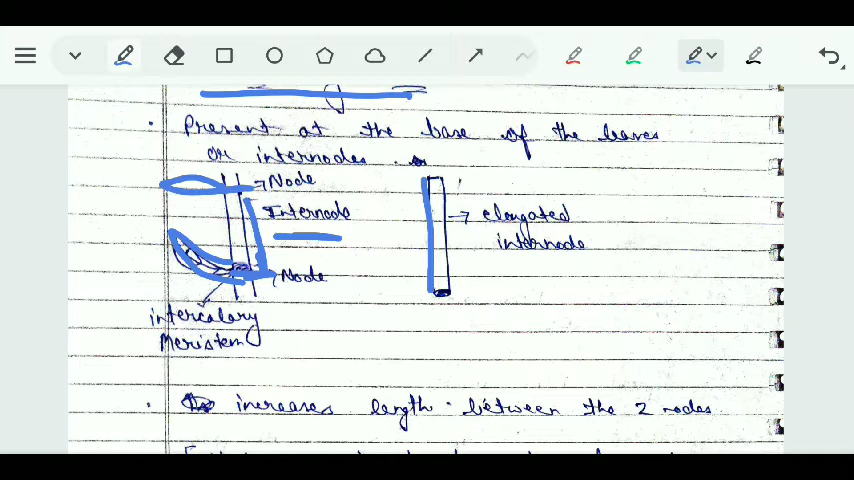 • Present at the base of the leaves
or internodes.
→ Node
Internode
→ elongated
internode
Node
intercalary
Meristem
• increases length between the 2 nodes